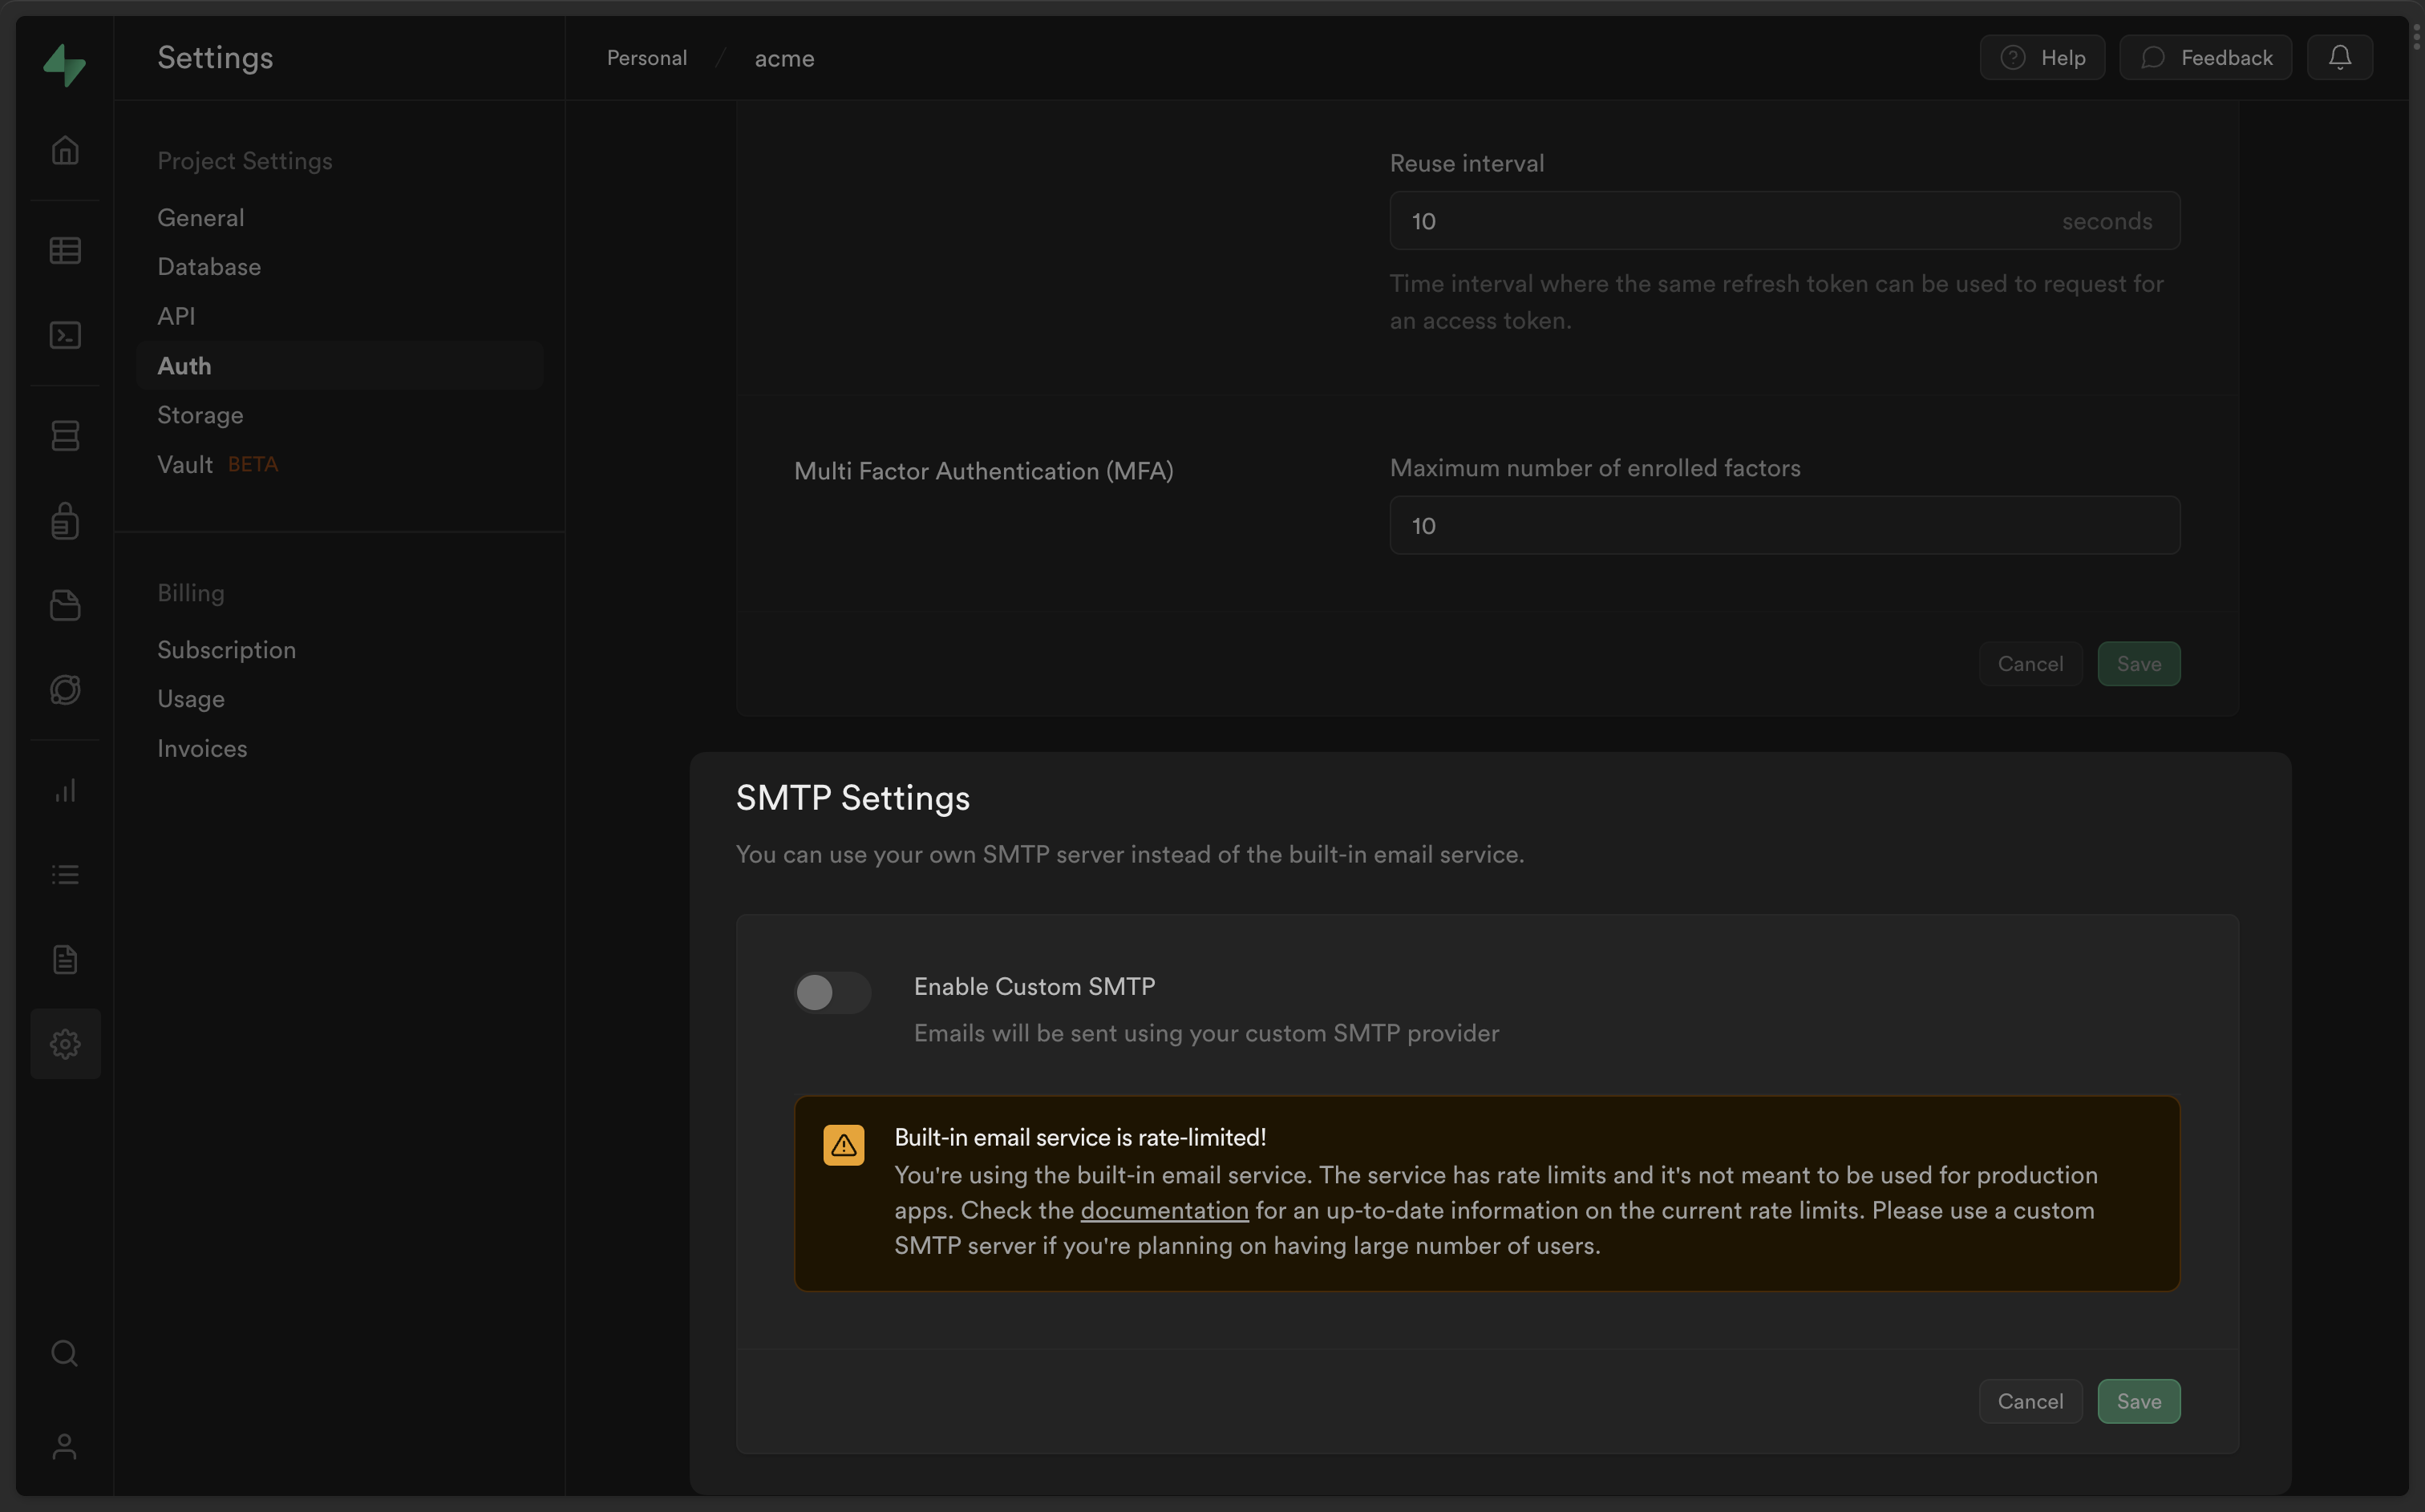 Settings
Personal / acme
Help
Feedback
Project Settings
General
Database
API
Auth
Storage
Vault BETA
Billing
Subscription
Usage
Invoices
Reuse interval
10 seconds
Time interval where the same refresh token can be used to request for
an access token.
Multi Factor Authentication (MFA)
Maximum number of enrolled factors
10
Cancel
Save
SMTP Settings
You can use your own SMTP server instead of the built-in email service.
Enable Custom SMTP
Emails will be sent using your custom SMTP provider
Built-in email service is rate-limited!
You're using the built-in email service. The service has rate limits and it's not meant to be used for production
apps. Check the documentation for an up-to-date information on the current rate limits. Please use a custom
SMTP server if you're planning on having large number of users.
Cancel
Save